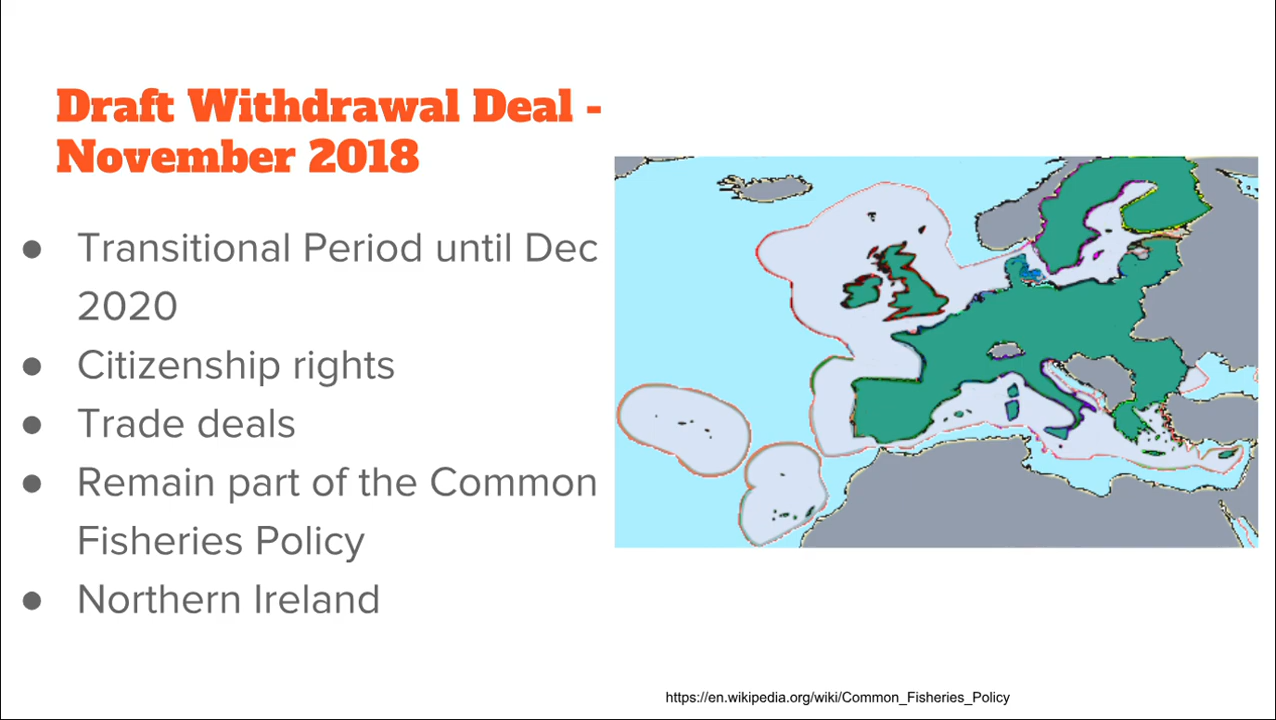 Draft Withdrawal Deal -
November 2018
● Transitional Period until Dec
2020
● Citizenship rights
● Trade deals
● Remain part of the Common
Fisheries Policy
● Northern Ireland
https://en.wikipedia.org/wiki/Common_Fisheries_Policy